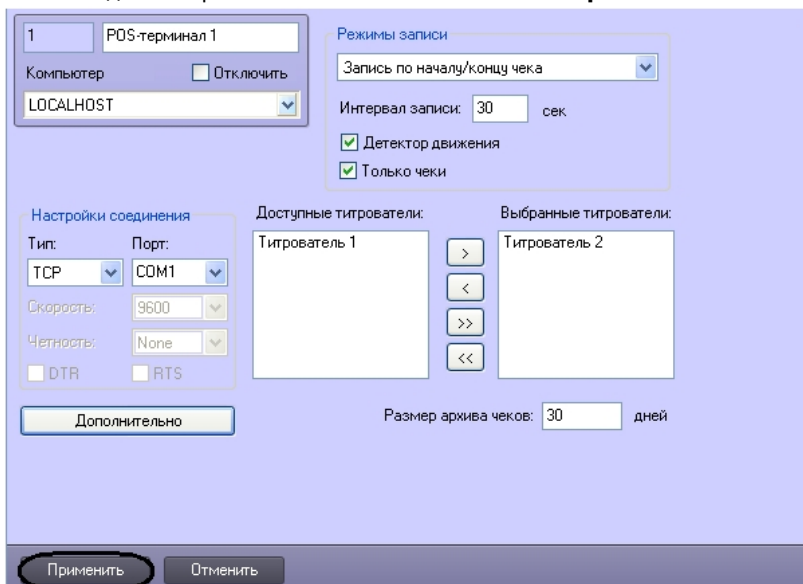 1 POS-терминал 1
Компьютер Отключить
LOCALHOST
Режимы записи
Запись по началу/концу чека
Интервал записи: 30 сек
Детектор движения
Только чеки
Настройки соединения
Тип: Порт:
TCP COM1
Скорость: 9600
Четность: None
DTR RTS
Дополнительно
Доступные титрователи:
Титрователь 1
>
<
>>
<<
Выбранные титрователи:
Титрователь 2
Размер архива чеков: 30 дней
Применить Отменить